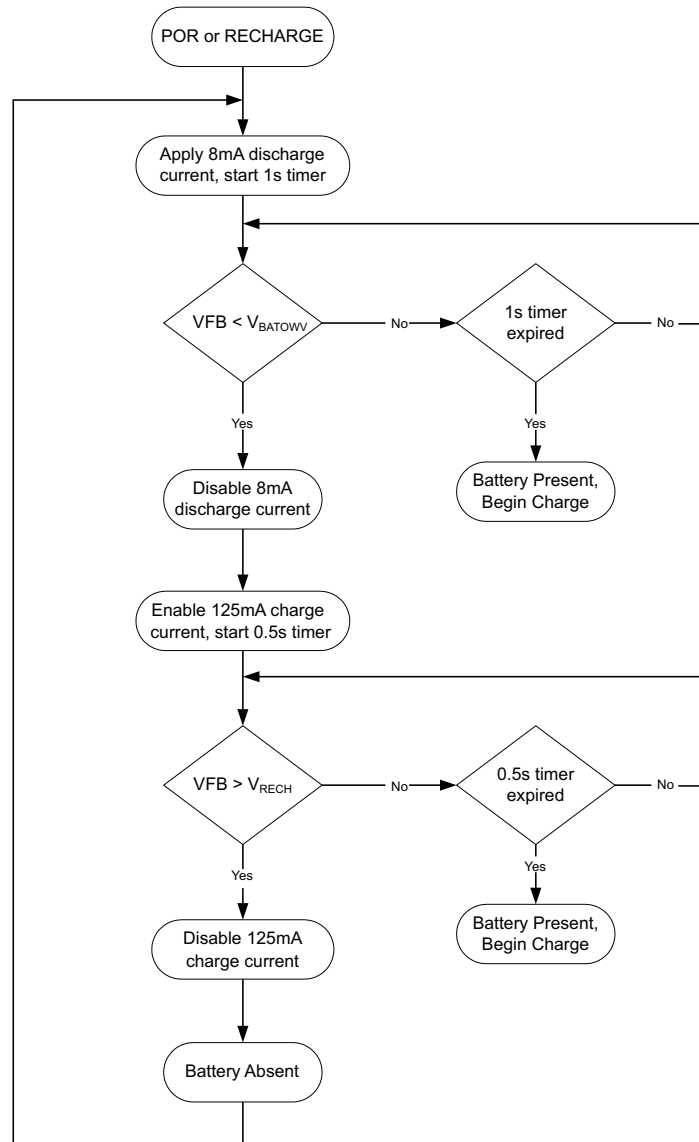 POR or RECHARGE
Apply 8mA discharge
current, start 1s timer
VFB < VBATOWV
No
1s timer
expired
No
Yes
Yes
Disable 8mA
discharge current
Battery Present,
Begin Charge
Enable 125mA charge
current, start 0.5s timer
VFB > VRECH
No
0.5s timer
expired
No
Yes
Yes
Disable 125mA
charge current
Battery Present,
Begin Charge
Battery Absent